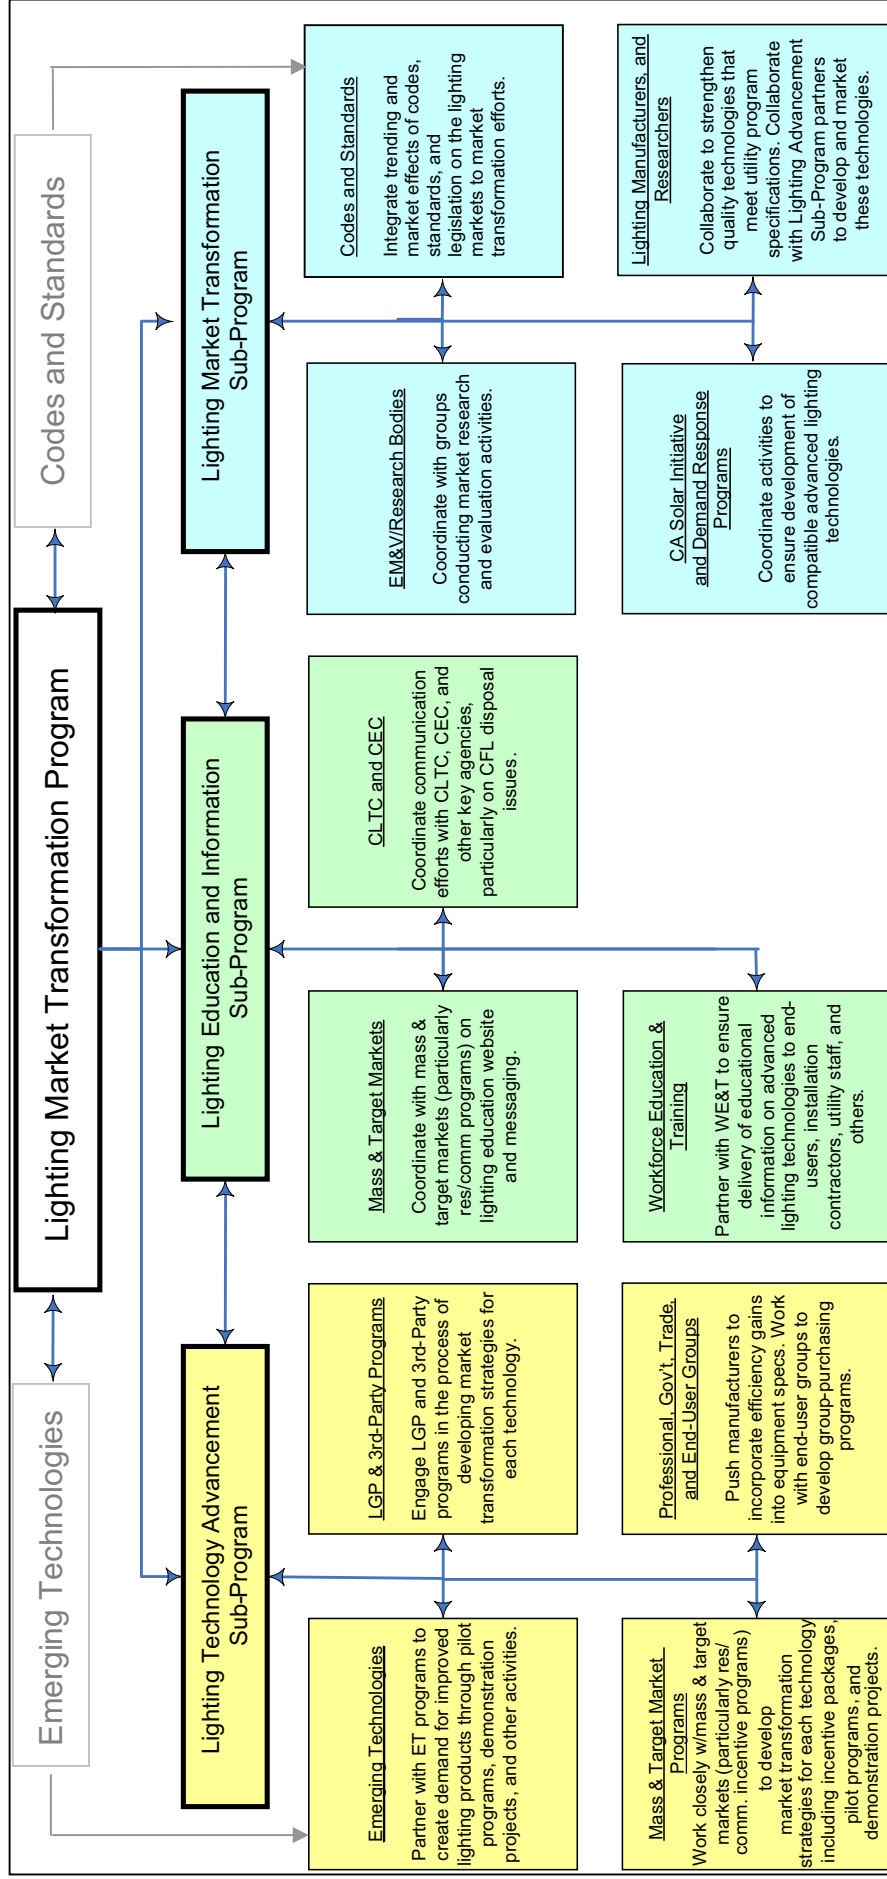 Lighting Market Transformation Program
Emerging Technologies
Codes and Standards
Lighting Technology Advancement
Sub-Program
Lighting Education and Information
Sub-Program
Lighting Market Transformation
Sub-Program
Emerging Technologies
Partner with ET programs to
create demand for improved
lighting products through pilot
programs, demonstration
projects, and other activities.
LGP & 3rd-Party Programs
Engage LGP and 3rd-Party
programs in the process of
developing market
transformation strategies for
each technology.
Mass & Target Markets
Coordinate with mass &
target markets (particularly
res/comm programs) on
lighting education website
and messaging.
CLTC and CEC
Coordinate communication
efforts with CLTC, CEC, and
other key agencies,
particularly on CFL disposal
issues.
EM&V/Research Bodies
Coordinate with groups
conducting market research
and evaluation activities.
Codes and Standards
Integrate trending and
market effects of codes,
standards, and
legislation on the lighting
markets to market
transformation efforts.
Mass & Target Market
Programs
Work closely w/mass & target
markets (particularly res/
comm. incentive programs)
to develop
market transformation
strategies for each technology
including incentive packages,
pilot programs, and
demonstration projects.
Professional, Gov't, Trade,
and End-User Groups
Push manufacturers to
incorporate efficiency gains
into equipment specs. Work
with end-user groups to
develop group-purchasing
programs.
Workforce Education &
Training
Partner with WE&T to ensure
delivery of educational
information on advanced
lighting technologies to end-
users, installation
contractors, utility staff, and
others.
CA Solar Initiative
and Demand Response
Programs
Coordinate activities to
ensure development of
compatible advanced lighting
technologies.
Lighting Manufacturers, and
Researchers
Collaborate to strengthen
quality technologies that
meet utility program
specifications. Collaborate
with Lighting Advancement
Sub-Program partners
to develop and market
these technologies.